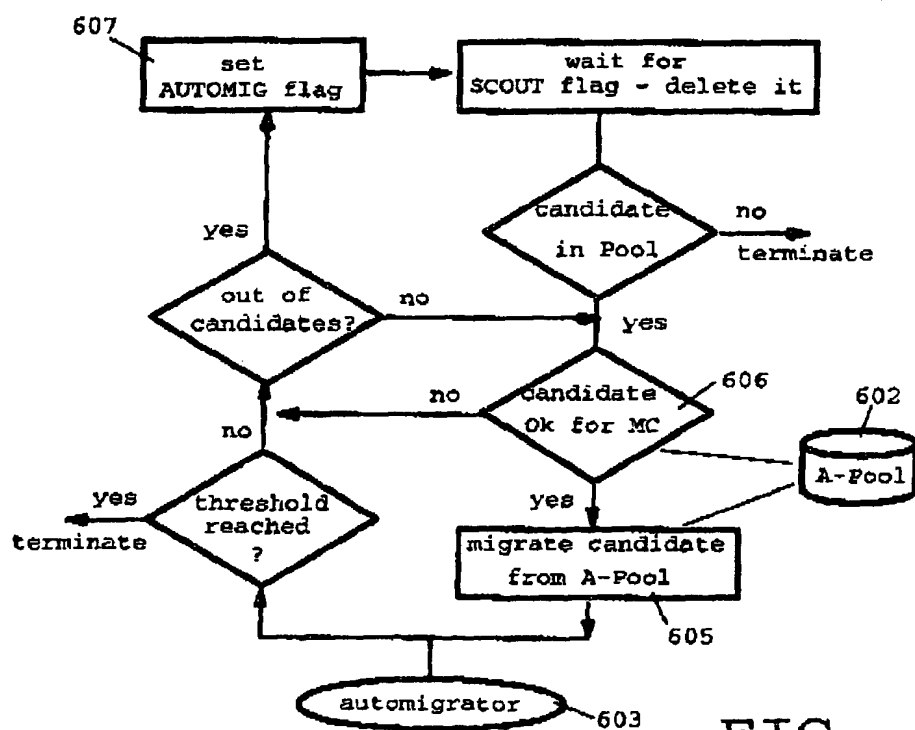 607
set
AUTOMIG flag
wait for
SCOUT flag - delete it
candidate
in Pool
no
terminate
yes
out of
candidates?
no
yes
candidate
Ok for MC
606
602
A-Pool
no
no
yes
terminate
threshold
reached
?
yes
migrate candidate
from A-Pool
605
automigrator
603
FIG